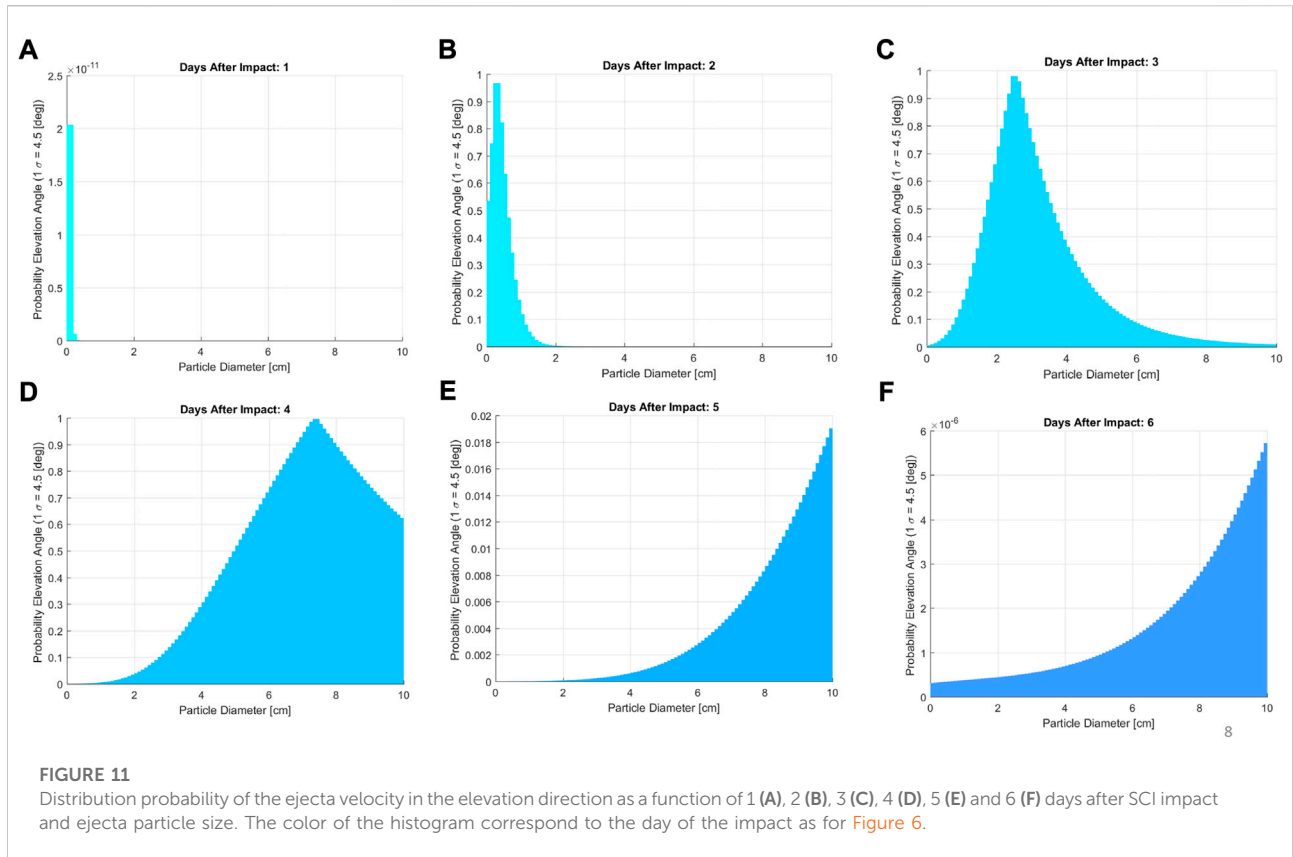 A
Days After Impact: 1
×10⁻¹¹
Probability Elevation Angle (1 σ = 4.5 [deg])
2.5
2
1.5
1
0.5
0
0 2 4 6 8 10
Particle Diameter [cm]
B
Days After Impact: 2
Probability Elevation Angle (1 σ = 4.5 [deg])
1
0.9
0.8
0.7
0.6
0.5
0.4
0.3
0.2
0.1
0
0 2 4 6 8 10
Particle Diameter [cm]
C
Days After Impact: 3
Probability Elevation Angle (1 σ = 4.5 [deg])
1
0.9
0.8
0.7
0.6
0.5
0.4
0.3
0.2
0.1
0
0 2 4 6 8 10
Particle Diameter [cm]
D
Days After Impact: 4
Probability Elevation Angle (1 σ = 4.5 [deg])
1
0.9
0.8
0.7
0.6
0.5
0.4
0.3
0.2
0.1
0
0 2 4 6 8 10
Particle Diameter [cm]
E
Days After Impact: 5
Probability Elevation Angle (1 σ = 4.5 [deg])
0.02
0.018
0.016
0.014
0.012
0.01
0.008
0.006
0.004
0.002
0
0 2 4 6 8 10
Particle Diameter [cm]
F
Days After Impact: 6
×10⁻⁶
Probability Elevation Angle (1 σ = 4.5 [deg])
6
5
4
3
2
1
0
0 2 4 6 8 10
Particle Diameter [cm]
8
FIGURE 11
Distribution probability of the ejecta velocity in the elevation direction as a function of 1 (A), 2 (B), 3 (C), 4 (D), 5 (E) and 6 (F) days after SCI impact
and ejecta particle size. The color of the histogram correspond to the day of the impact as for Figure 6.